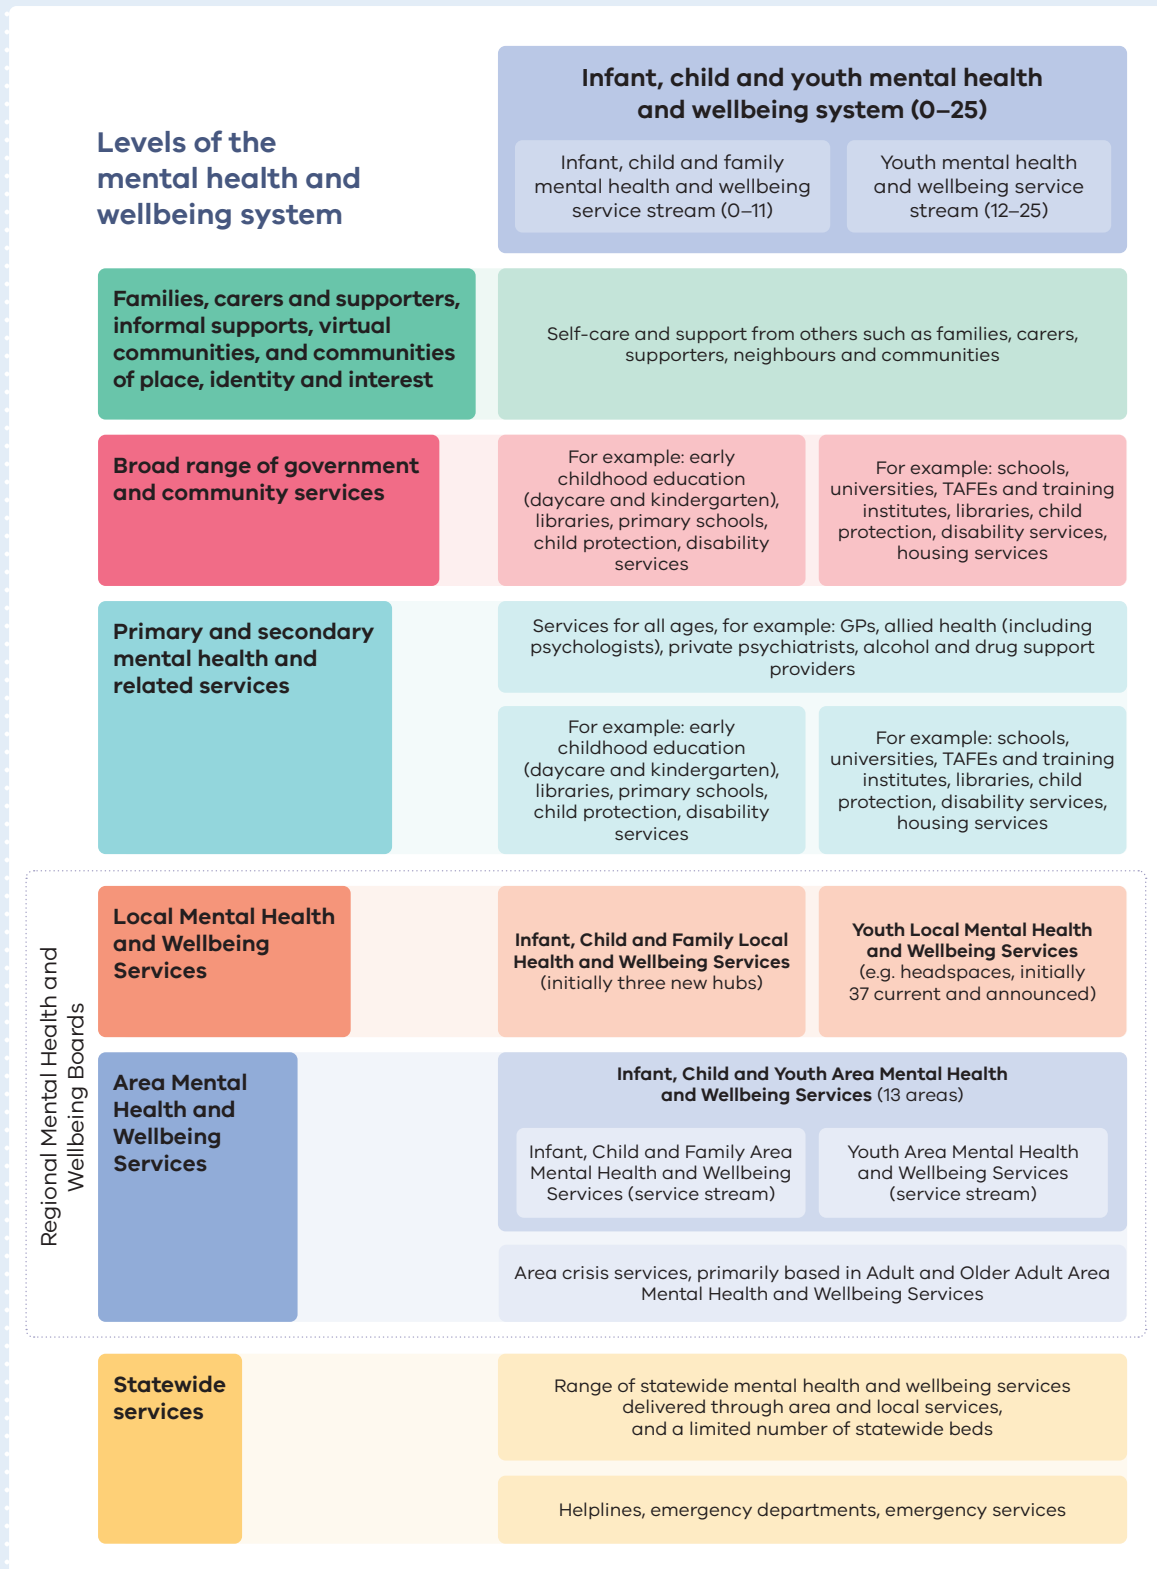 Levels of the
mental health and
wellbeing system
Infant, child and youth mental health
and wellbeing system (0–25)
Infant, child and family
mental health and wellbeing
service stream (0–11)
Youth mental health
and wellbeing service
stream (12–25)
Families, carers and supporters,
informal supports, virtual
communities, and communities
of place, identity and interest
Self-care and support from others such as families, carers,
supporters, neighbours and communities
Broad range of government
and community services
For example: early
childhood education
(daycare and kindergarten),
libraries, primary schools,
child protection, disability
services
For example: schools,
universities, TAFEs and training
institutes, libraries, child
protection, disability services,
housing services
Primary and secondary
mental health and
related services
Services for all ages, for example: GPs, allied health (including
psychologists), private psychiatrists, alcohol and drug support
providers
For example: early
childhood education
(daycare and kindergarten),
libraries, primary schools,
child protection, disability
services
For example: schools,
universities, TAFEs and training
institutes, libraries, child
protection, disability services,
housing services
Regional Mental Health and
Wellbeing Boards
Local Mental Health
and Wellbeing
Services
Infant, Child and Family Local
Health and Wellbeing Services
(initially three new hubs)
Youth Local Mental Health
and Wellbeing Services
(e.g. headspaces, initially
37 current and announced)
Area Mental
Health and
Wellbeing
Services
Infant, Child and Youth Area Mental Health
and Wellbeing Services (13 areas)
Infant, Child and Family Area
Mental Health and Wellbeing
Services (service stream)
Youth Area Mental Health
and Wellbeing Services
(service stream)
Area crisis services, primarily based in Adult and Older Adult Area
Mental Health and Wellbeing Services
Statewide
services
Range of statewide mental health and wellbeing services
delivered through area and local services,
and a limited number of statewide beds
Helplines, emergency departments, emergency services